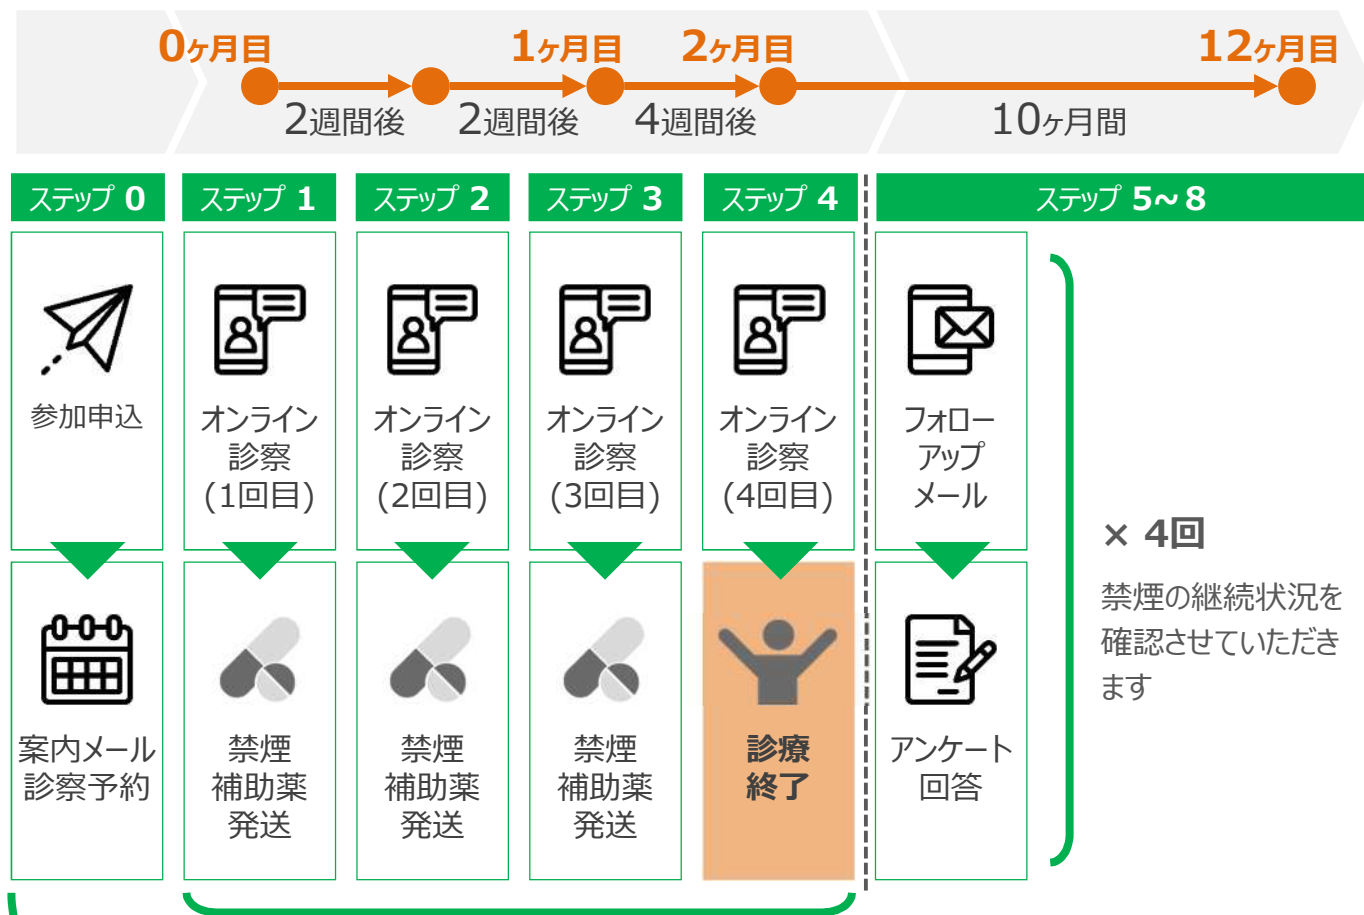 0ヶ月目
1ヶ月目
2ヶ月目
12ヶ月目
2週間後
2週間後
4週間後
10ヶ月間
ステップ 0
ステップ 1
ステップ 2
ステップ 3
ステップ 4
ステップ 5~8
参加申込
オンライン
診察
(1回目)
オンライン
診察
(2回目)
オンライン
診察
(3回目)
オンライン
診察
(4回目)
フォロー
アップ
メール
案内メール
診察予約
禁煙
補助薬
発送
禁煙
補助薬
発送
禁煙
補助薬
発送
診療
終了
アンケート
回答
× 4回
禁煙の継続状況を
確認させていただき
ます